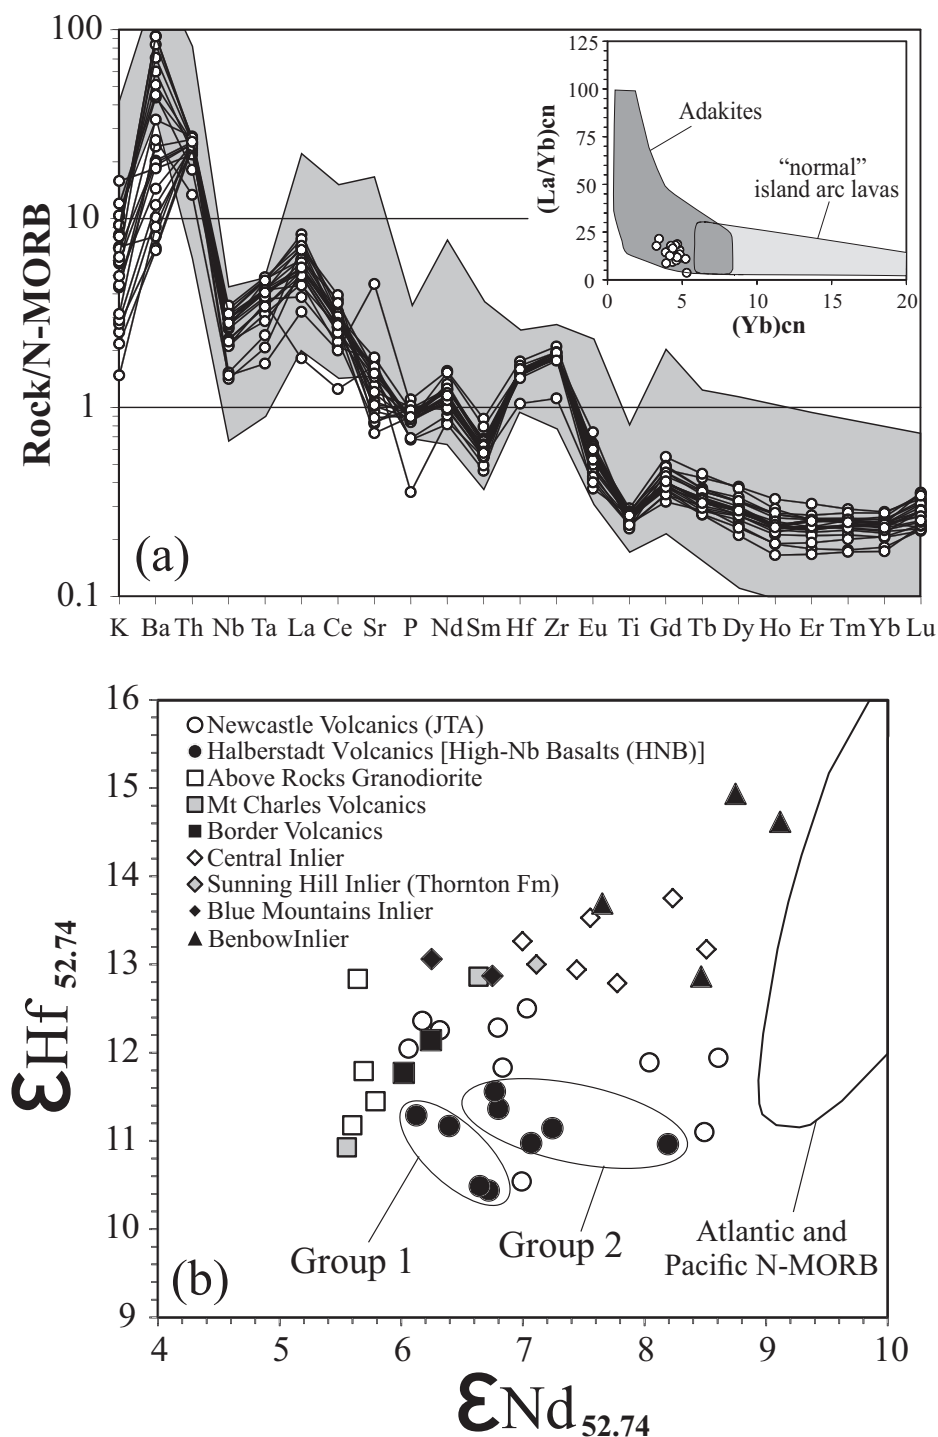 100
10
1
0.1
Rock/N-MORB
K Ba Th Nb Ta La Ce Sr P Nd Sm Hf Zr Eu Ti Gd Tb Dy Ho Er Tm Yb Lu
(a)
125
100
75
50
25
0
(La/Yb)cn
Adakites
“normal”
island arc lavas
0 5 10 15 20
(Yb)cn
16
15
14
13
12
11
10
9
εHf 52.74
Newcastle Volcanics (JTA)
Halberstadt Volcanics [High-Nb Basalts (HNB)]
Above Rocks Granodiorite
Mt Charles Volcanics
Border Volcanics
Central Inlier
Sunning Hill Inlier (Thornton Fm)
Blue Mountains Inlier
BenbowInlier
Group 1
Group 2
Atlantic and
Pacific N-MORB
(b)
4 5 6 7 8 9 10
εNd 52.74